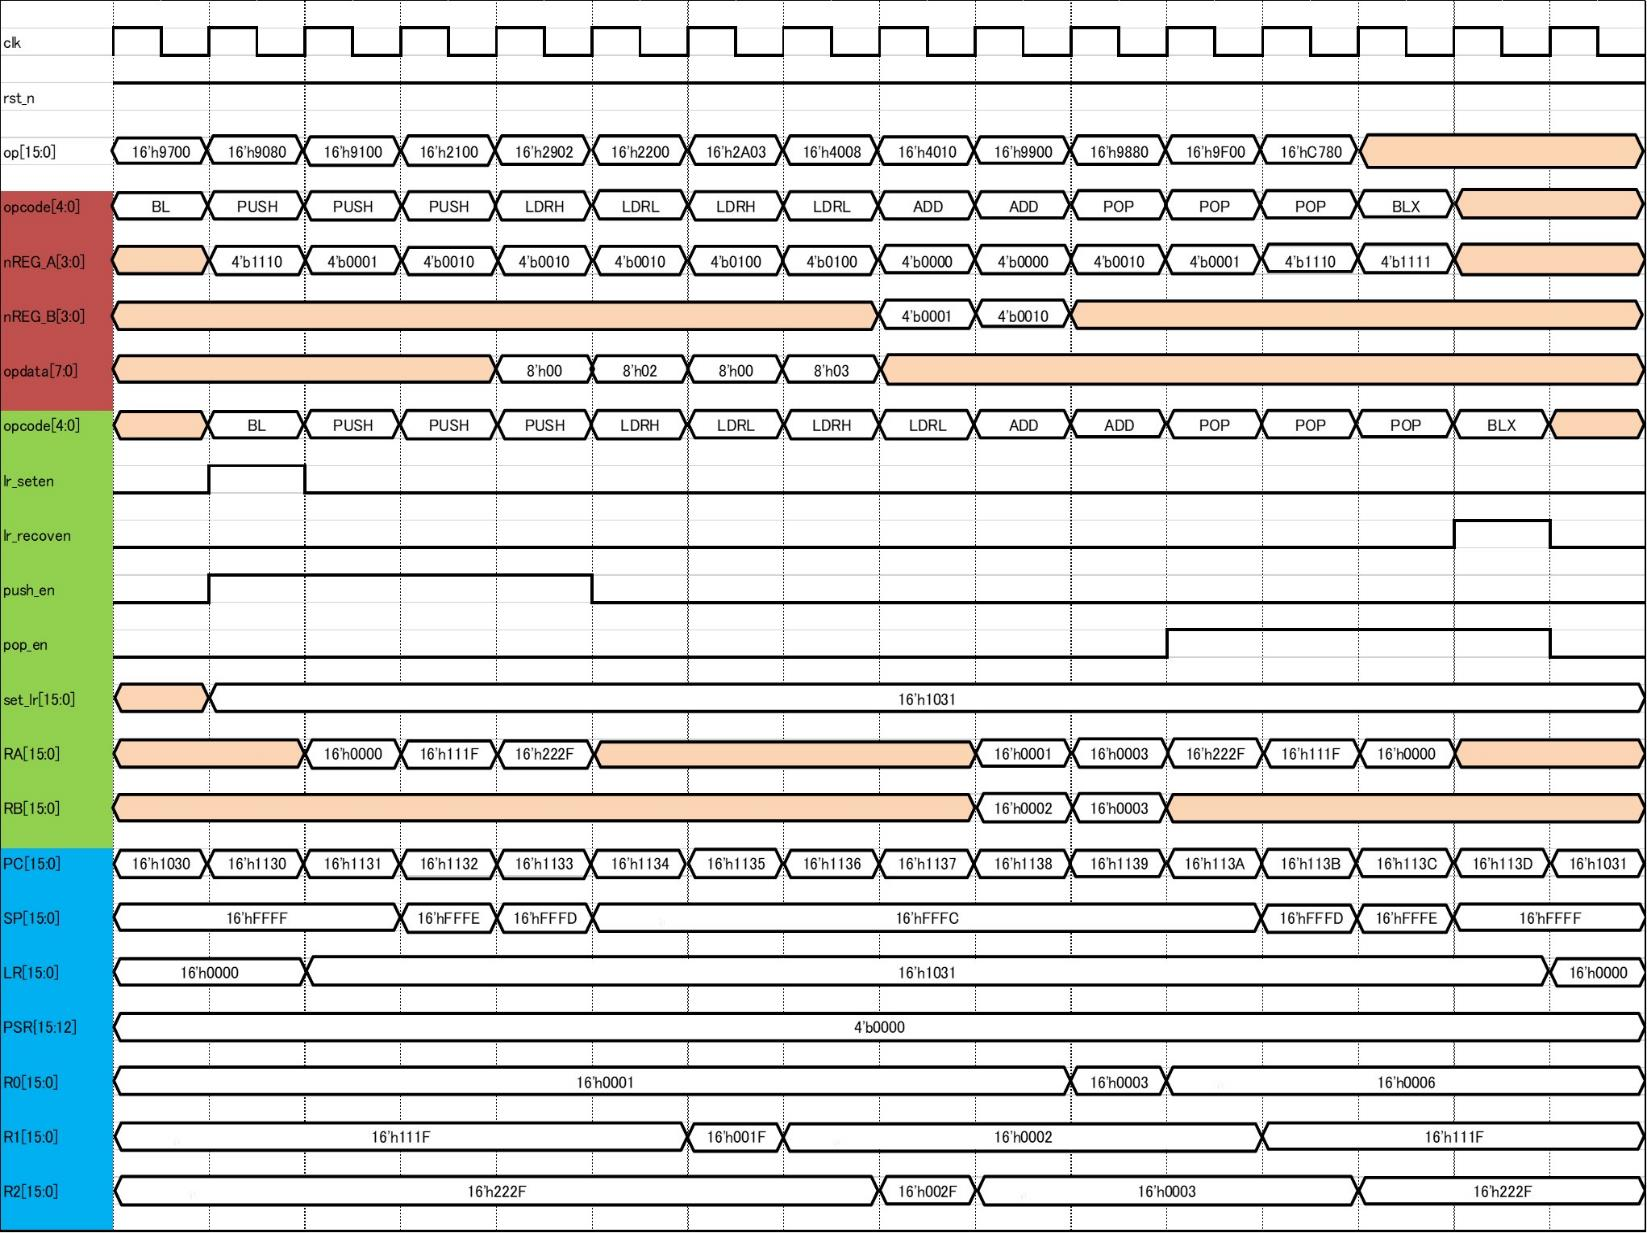 clk
rst_n
op[15:0] 16'h9700 16'h9080 16'h9100 16'h2100 16'h2902 16'h2200 16'h2A03 16'h4008 16'h4010 16'h9900 16'h9880 16'h9F00 16'hC780
opcode[4:0] BL PUSH PUSH PUSH LDRH LDRL LDRH LDRL ADD ADD POP POP POP BLX
nREG_A[3:0] 4'b1110 4'b0001 4'b0010 4'b0010 4'b0010 4'b0100 4'b0100 4'b0000 4'b0000 4'b0010 4'b0001 4'b1110 4'b1111
nREG_B[3:0] 4'b0001 4'b0010
opdata[7:0] 8'h00 8'h02 8'h00 8'h03
opcode[4:0] BL PUSH PUSH PUSH LDRH LDRL LDRH LDRL ADD ADD POP POP POP BLX
lr_seten
lr_recoven
push_en
pop_en
set_lr[15:0] 16'h1031
RA[15:0] 16'h0000 16'h111F 16'h222F 16'h0001 16'h0003 16'h222F 16'h111F 16'h0000
RB[15:0] 16'h0002 16'h0003
PC[15:0] 16'h1030 16'h1130 16'h1131 16'h1132 16'h1133 16'h1134 16'h1135 16'h1136 16'h1137 16'h1138 16'h1139 16'h113A 16'h113B 16'h113C 16'h113D 16'h1031
SP[15:0] 16'hFFFF 16'hFFFE 16'hFFFD 16'hFFFC 16'hFFFD 16'hFFFE 16'hFFFF
LR[15:0] 16'h0000 16'h1031 16'h0000
PSR[15:12] 4'b0000
R0[15:0] 16'h0001 16'h0003 16'h0006
R1[15:0] 16'h111F 16'h001F 16'h0002 16'h111F
R2[15:0] 16'h222F 16'h002F 16'h0003 16'h222F